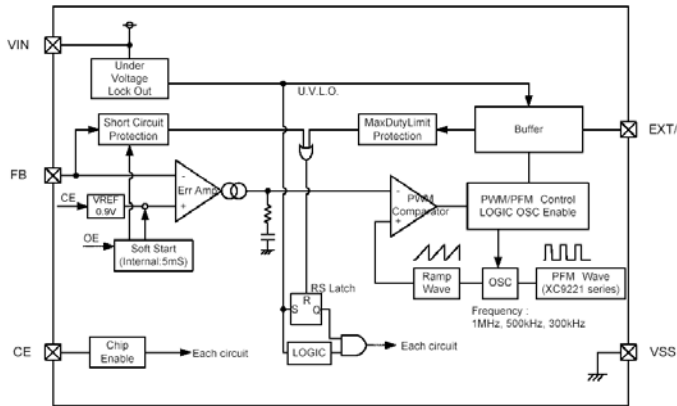 VIN
Under
Voltage
Lock Out
U.V.L.O.
Short Circuit
Protection
MaxDutyLimit
Protection
Buffer
EXT/
FB
CE
VREF
0.9V
-
+
Err Amp
OE
Soft Start
(Internal:5mS)
-
+
PWM
Comparator
PWM/PFM Control
LOGIC OSC Enable
Ramp
Wave
OSC
PFM Wave
(XC9221 series)
Frequency :
1MHz, 500kHz, 300kHz
RS Latch
R
S
Q
LOGIC
Each circuit
CE
Chip
Enable
Each circuit
VSS